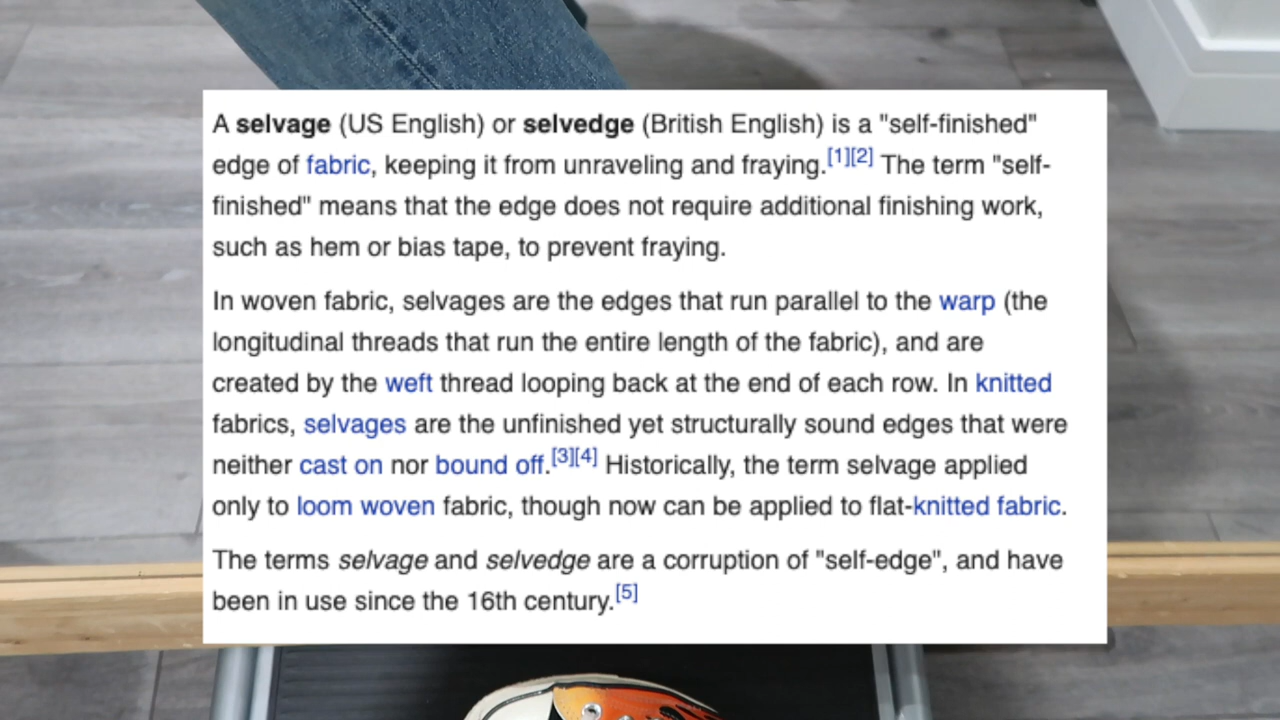 A selvage (US English) or selvedge (British English) is a "self-finished"
edge of fabric, keeping it from unraveling and fraying.[1][2] The term "self-
finished" means that the edge does not require additional finishing work,
such as hem or bias tape, to prevent fraying.
In woven fabric, selvages are the edges that run parallel to the warp (the
longitudinal threads that run the entire length of the fabric), and are
created by the weft thread looping back at the end of each row. In knitted
fabrics, selvages are the unfinished yet structurally sound edges that were
neither cast on nor bound off.[3][4] Historically, the term selvage applied
only to loom woven fabric, though now can be applied to flat-knitted fabric.
The terms selvage and selvedge are a corruption of "self-edge", and have
been in use since the 16th century.[5]